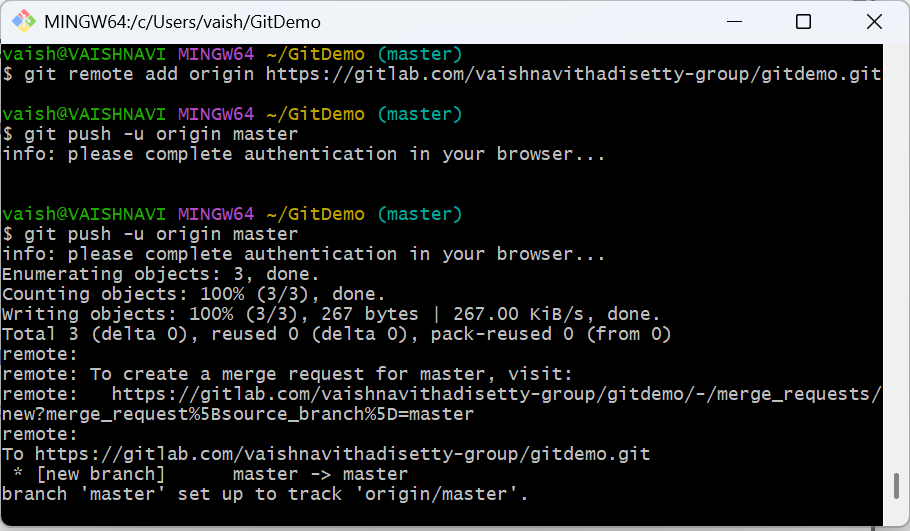 MINGW64:/c/Users/vaish/GitDemo
vaish@VAISHNAVI MINGW64 ~/GitDemo (master)
$ git remote add origin https://gitlab.com/vaishnavithadisetty-group/gitdemo.git
vaish@VAISHNAVI MINGW64 ~/GitDemo (master)
$ git push -u origin master
info: please complete authentication in your browser...
vaish@VAISHNAVI MINGW64 ~/GitDemo (master)
$ git push -u origin master
info: please complete authentication in your browser...
Enumerating objects: 3, done.
Counting objects: 100% (3/3), done.
Writing objects: 100% (3/3), 267 bytes | 267.00 KiB/s, done.
Total 3 (delta 0), reused 0 (delta 0), pack-reused 0 (from 0)
remote:
remote: To create a merge request for master, visit:
remote:   https://gitlab.com/vaishnavithadisetty-group/gitdemo/-/merge_requests/
new?merge_request%5Bsource_branch%5D=master
remote:
To https://gitlab.com/vaishnavithadisetty-group/gitdemo.git
 * [new branch]      master -> master
branch 'master' set up to track 'origin/master'.